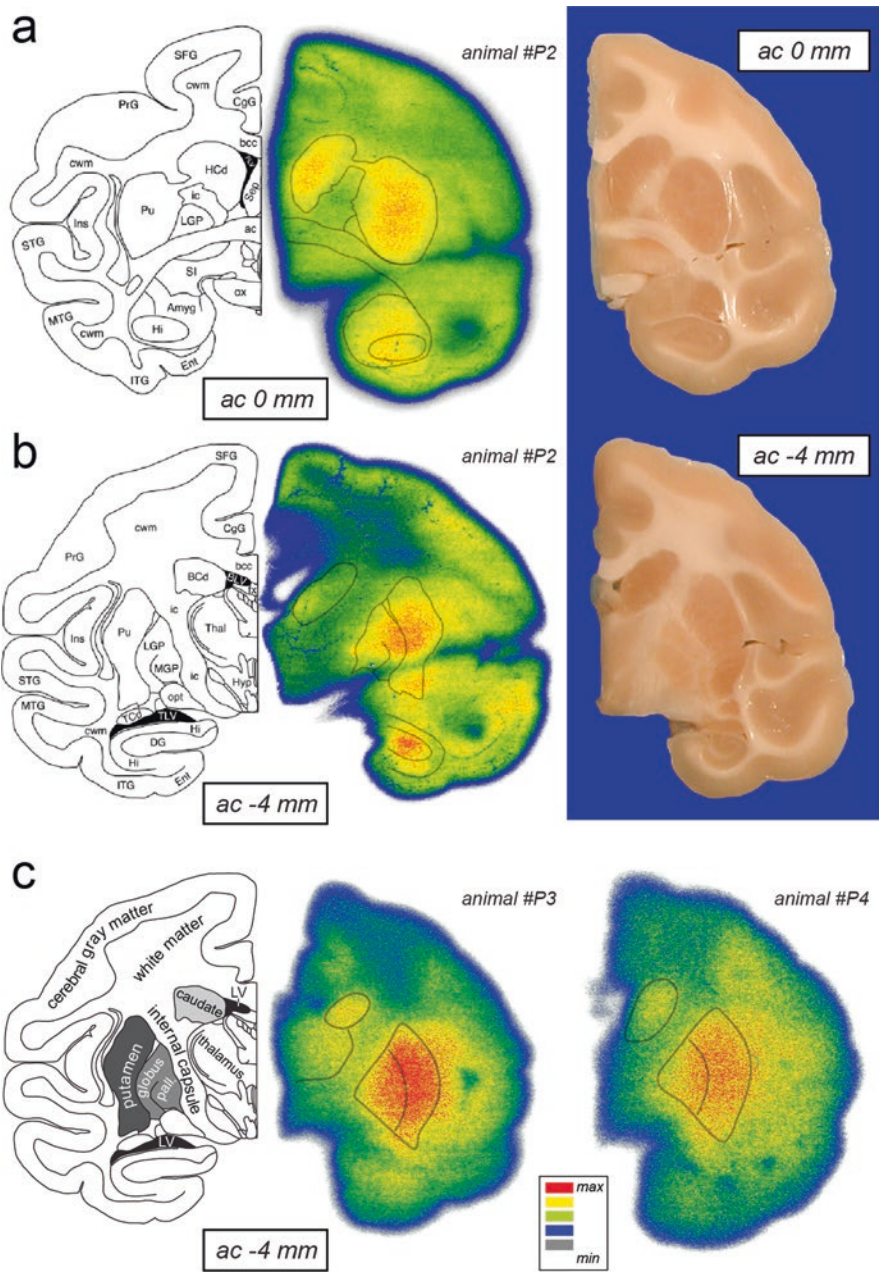 a
SFG
cwm
PrG
CgG
bcc
cwm
HCd
LV
Sep
Pu
ic
LGP
Ins
STG
ac
SI
ox
Amyg
MTG
Hi
cwm
Ent
ITG
ac 0 mm
animal #P2
ac 0 mm
b
SFG
cwm
CgG
PrG
bcc
BCd
BLV
fx
ic
Thal
Ins
Pu
LGP
MGP
STG
ic
Hyp
opt
MTG
TCd
TLV
cwm
Hi
DG
Hi
Ent
ITG
ac -4 mm
animal #P2
ac -4 mm
c
cerebral gray matter
white matter
LV
caudate
internal capsule
thalamus
putamen
globus
pall.
LV
ac -4 mm
animal #P3
animal #P4
max
min